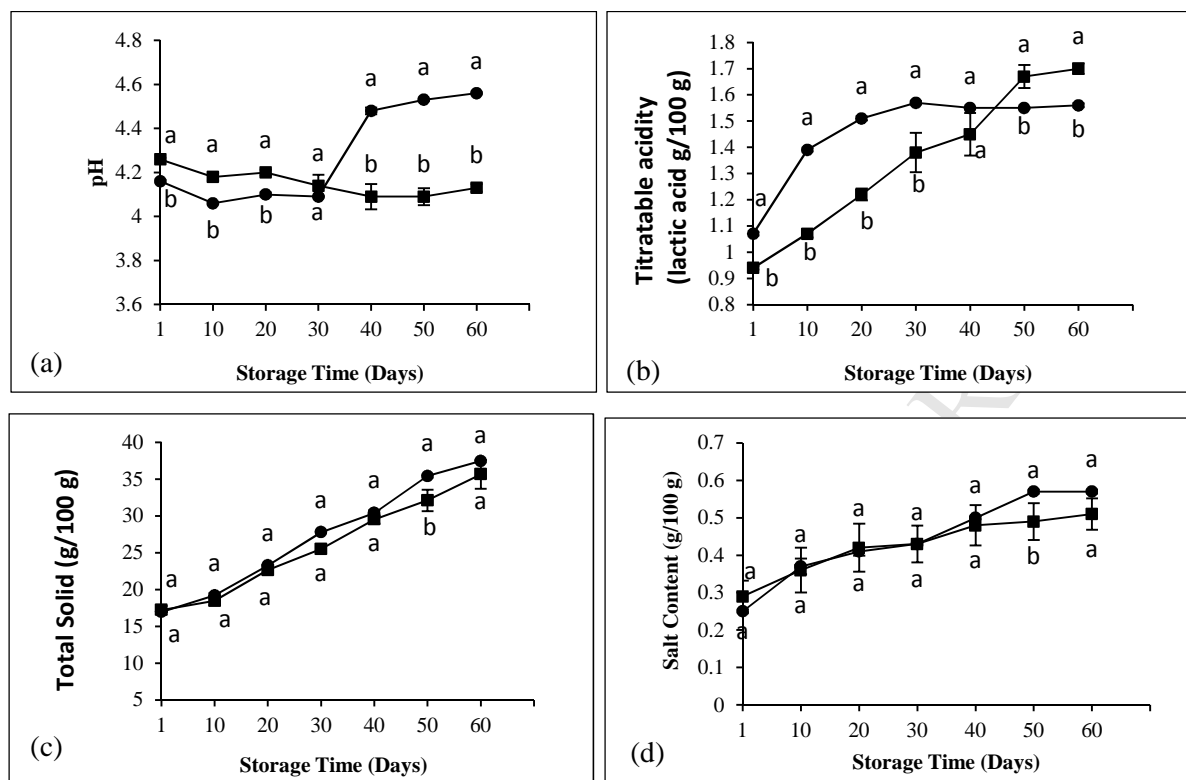 4.8
4.6
4.4
4.2
4
3.8
3.6
pH
a
a
a
a
a
a
a
b
b
b
a
b
b
b
1
10
20
30
40
50
60
Storage Time (Days)
(a)
1.8
1.7
1.6
1.5
1.4
1.3
1.2
1.1
1
0.9
0.8
Titratable acidity
(lactic acid g/100 g)
a
a
a
a
a
a
a
b
b
b
b
a
b
b
1
10
20
30
40
50
60
Storage Time (Days)
(b)
40
35
30
25
20
15
10
5
Total Solid (g/100 g)
a
a
a
a
a
a
a
a
a
a
a
a
b
a
1
10
20
30
40
50
60
Storage Time (Days)
(c)
0.7
0.6
0.5
0.4
0.3
0.2
0.1
0
Salt Content (g/100 g)
a
a
a
a
a
a
a
a
a
a
a
a
b
a
1
10
20
30
40
50
60
Storage Time (Days)
(d)